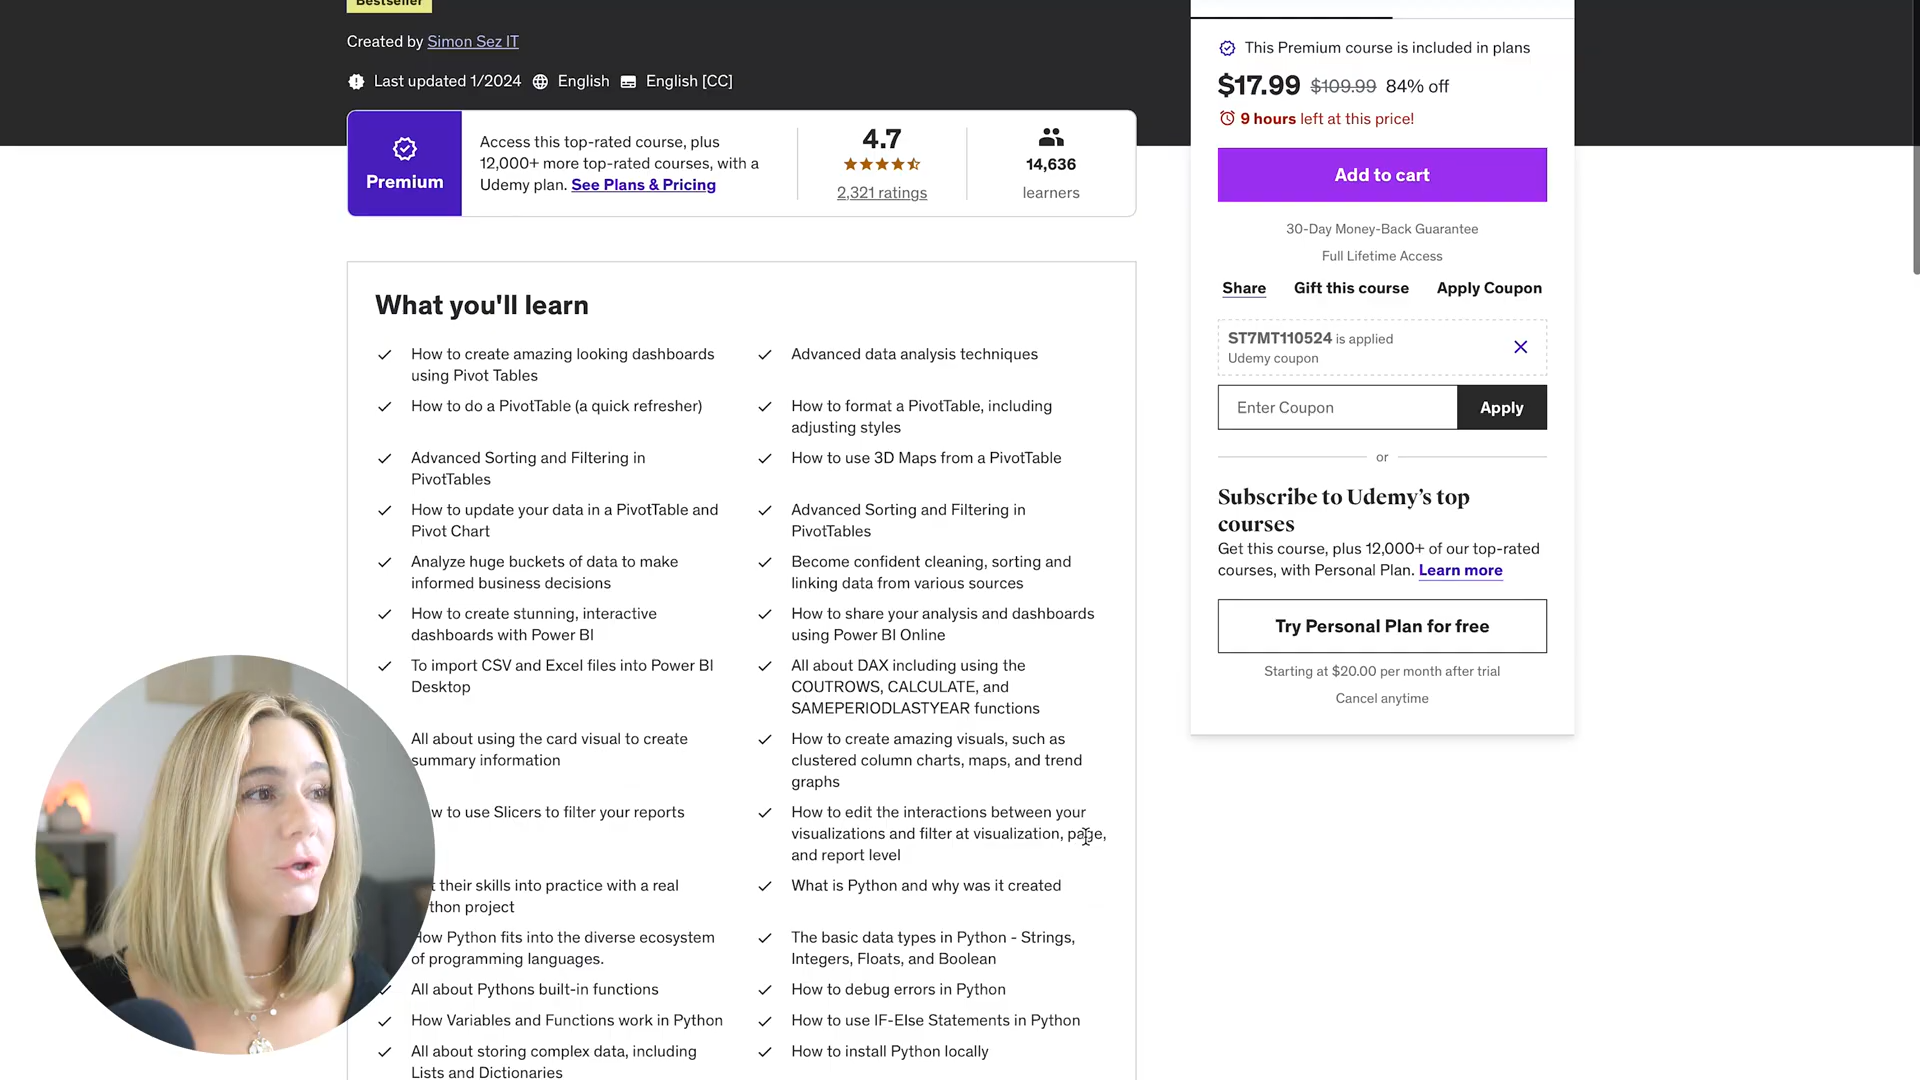 Bestseller
Created by Simon Sez IT
Last updated 1/2024 English English [CC]
Premium
Access this top-rated course, plus
12,000+ more top-rated courses, with a
Udemy plan. See Plans & Pricing
4.7
2,321 ratings
14,636
learners
What you'll learn
How to create amazing looking dashboards
using Pivot Tables
Advanced data analysis techniques
How to do a PivotTable (a quick refresher)
How to format a PivotTable, including
adjusting styles
Advanced Sorting and Filtering in
PivotTables
How to use 3D Maps from a PivotTable
How to update your data in a PivotTable and
Pivot Chart
Advanced Sorting and Filtering in
PivotTables
Analyze huge buckets of data to make
informed business decisions
Become confident cleaning, sorting and
linking data from various sources
How to create stunning, interactive
dashboards with Power BI
How to share your analysis and dashboards
using Power BI Online
To import CSV and Excel files into Power BI
Desktop
All about DAX including using the
COUTROWS, CALCULATE, and
SAMEPERIODLASTYEAR functions
All about using the card visual to create
summary information
How to create amazing visuals, such as
clustered column charts, maps, and trend
graphs
to use Slicers to filter your reports
How to edit the interactions between your
visualizations and filter at visualization, page,
and report level
their skills into practice with a real
project
What is Python and why was it created
How Python fits into the diverse ecosystem
of programming languages.
The basic data types in Python - Strings,
Integers, Floats, and Boolean
All about Pythons built-in functions
How to debug errors in Python
How Variables and Functions work in Python
How to use IF-Else Statements in Python
All about storing complex data, including
Lists and Dictionaries
How to install Python locally
This Premium course is included in plans
$17.99 $109.99 84% off
9 hours left at this price!
Add to cart
30-Day Money-Back Guarantee
Full Lifetime Access
Share Gift this course Apply Coupon
ST7MT110524 is applied
Udemy coupon
Enter Coupon Apply
or
Subscribe to Udemy's top
courses
Get this course, plus 12,000+ of our top-rated
courses, with Personal Plan. Learn more
Try Personal Plan for free
Starting at $20.00 per month after trial
Cancel anytime